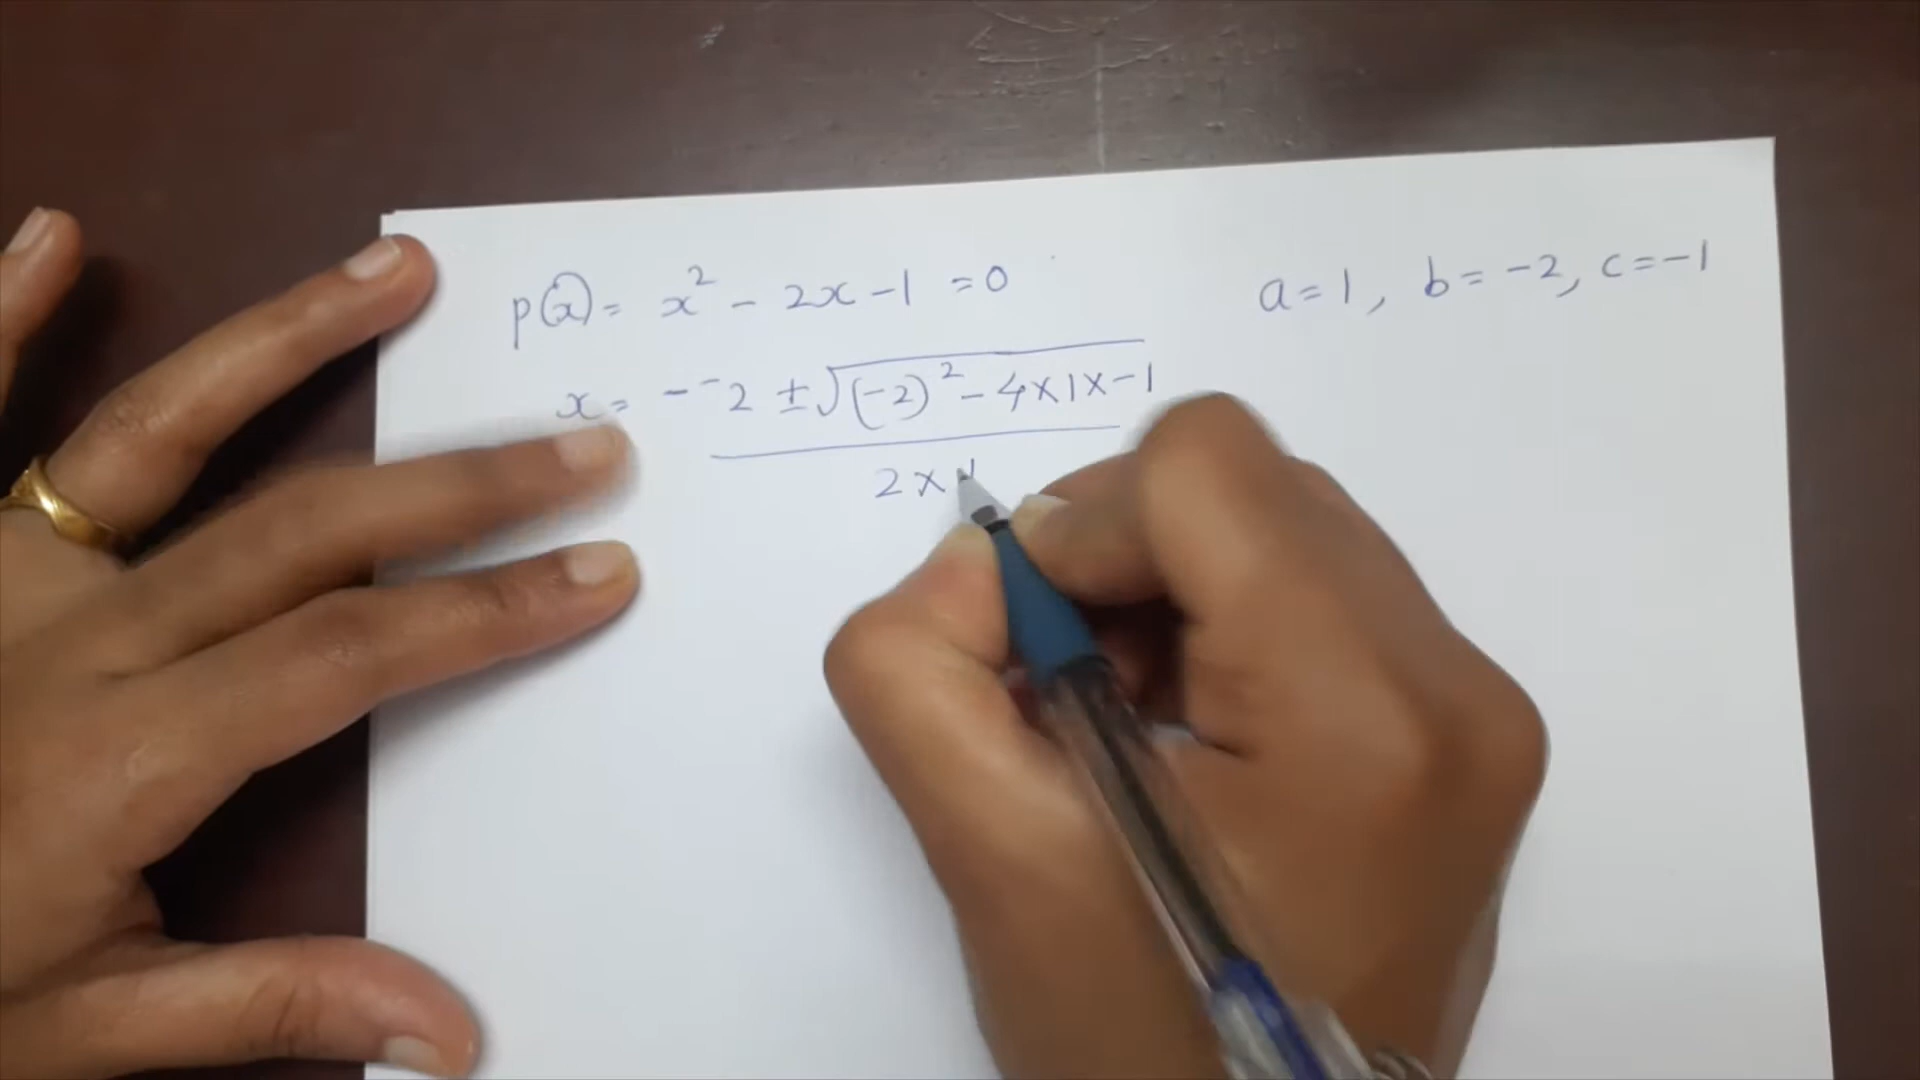 p(x) = x² - 2x - 1 = 0
a = 1, b = -2, c = -1
x = - -2 ± √(-2)² - 4 x 1 x -1
2 x 1